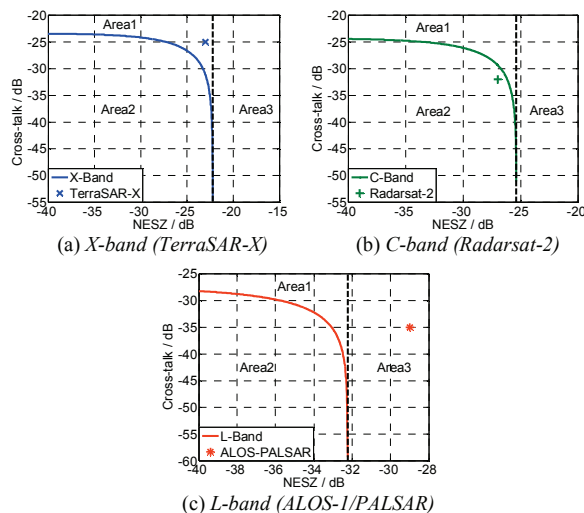 -15
-20
-25
-30
-35
-40
-45
-50
-55
Cross-talk / dB
Area1
Area2
Area3
X-Band
TerraSAR-X
-40 -35 -30 -25 -20 -15
NESZ / dB
(a) X-band (TerraSAR-X)
-15
-20
-25
-30
-35
-40
-45
-50
-55
Cross-talk / dB
Area1
Area2
Area3
C-Band
Radarsat-2
-40 -35 -30 -25 -20
NESZ / dB
(b) C-band (Radarsat-2)
-25
-30
-35
-40
-45
-50
-55
-60
Cross-talk / dB
Area1
Area2
Area3
L-Band
ALOS-PALSAR
-40 -38 -36 -34 -32 -30 -28
NESZ / dB
(c) L-band (ALOS-1/PALSAR)